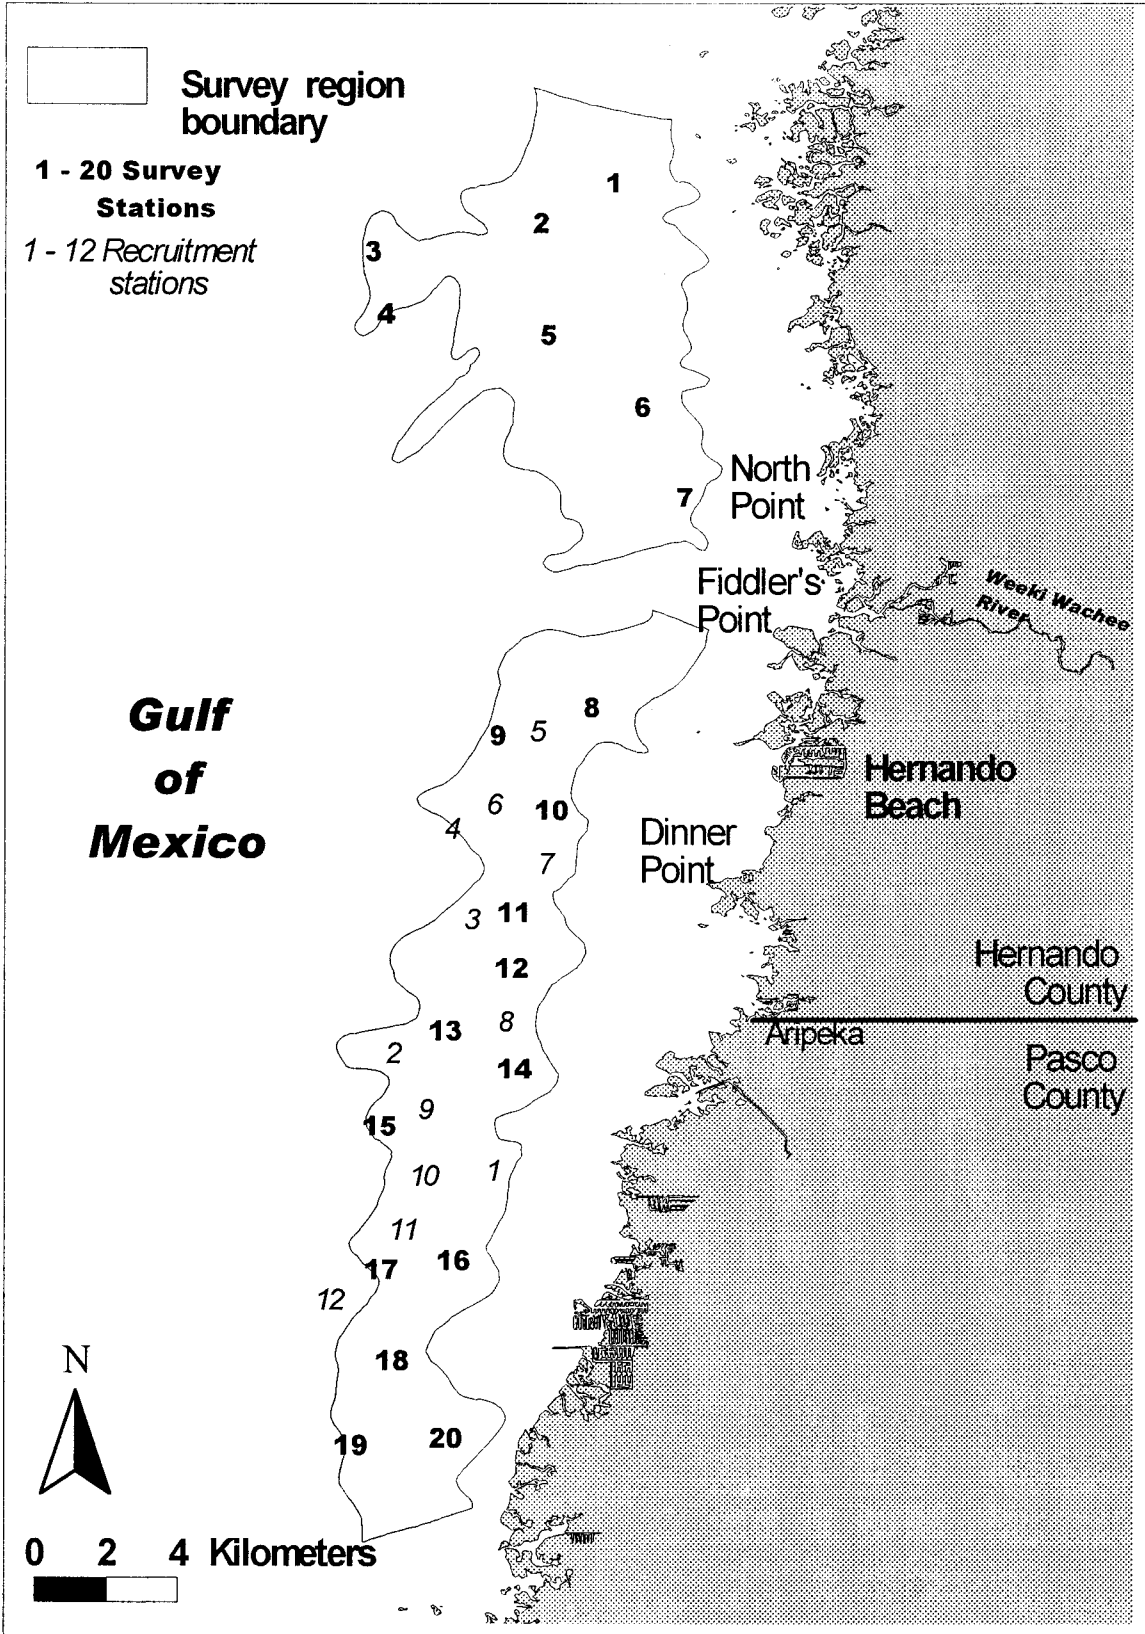 Survey region
boundary
1 - 20 Survey
Stations
1 - 12 Recruitment
stations
1
2
3
4
5
6
7
North
Point
Fiddler's
Point
Weeki Wachee
River
Gulf
of
Mexico
8
9
5
6
10
4
7
Hernando
Beach
Dinner
Point
3
11
12
Hernando
County
13
8
2
14
Aripeka
Pasco
County
9
15
10
1
11
16
17
12
18
19
20
N
0 2 4 Kilometers